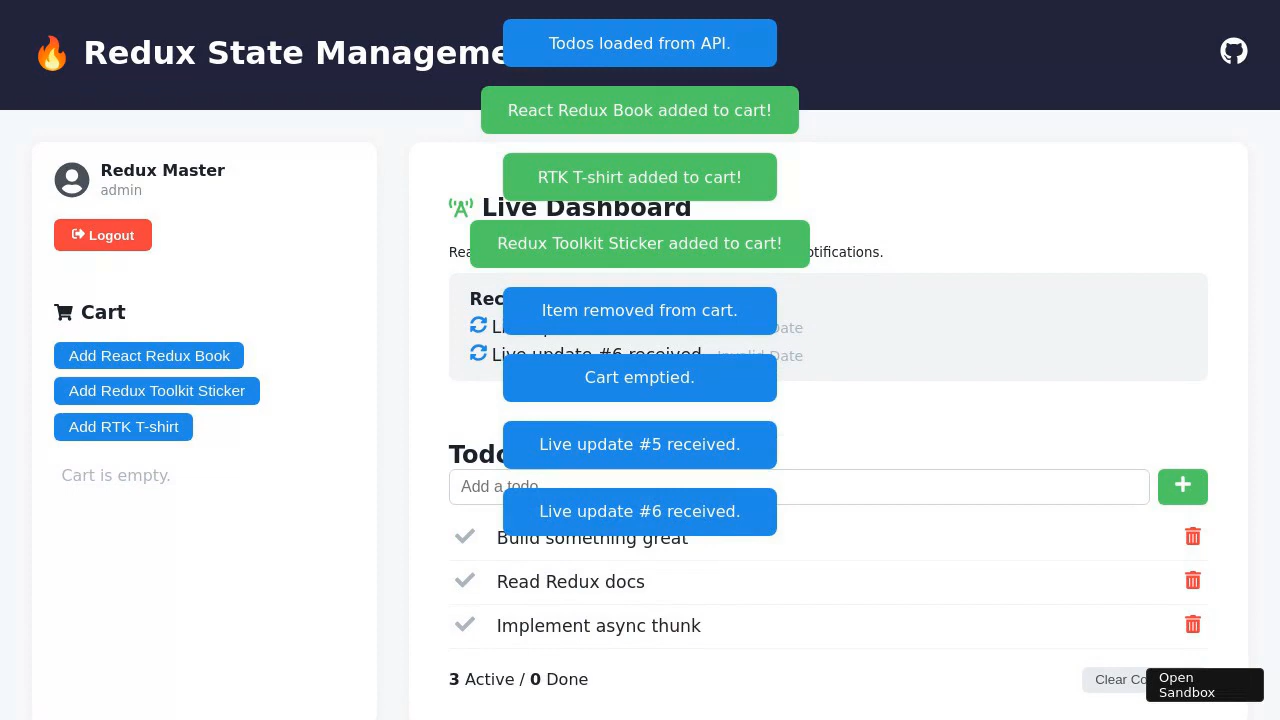 🔥 Redux State Manageme
Todos loaded from API.
React Redux Book added to cart!
RTK T-shirt added to cart!
Redux Toolkit Sticker added to cart!
Item removed from cart.
Cart emptied.
Live update #5 received.
Live update #6 received.
Redux Master
admin
Logout
Cart
Add React Redux Book
Add Redux Toolkit Sticker
Add RTK T-shirt
Cart is empty.
Live Dashboard
Live update #6 received.
Add a todo
Build something great
Read Redux docs
Implement async thunk
3 Active / 0 Done
Clear
Open
Sandbox